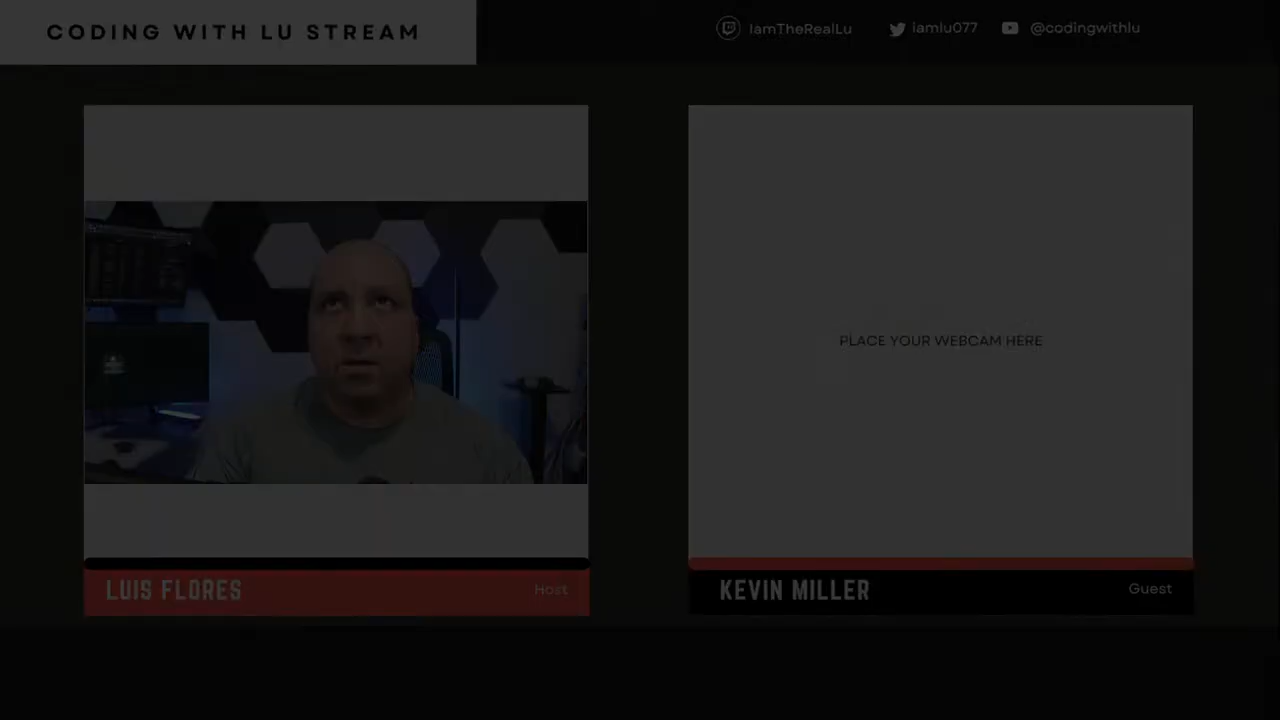 CODING WITH LU STREAM
IamTheRealLu
iamlu077
@codingwithlu
PLACE YOUR WEBCAM HERE
LUIS FLORES
Host
KEVIN MILLER
Guest